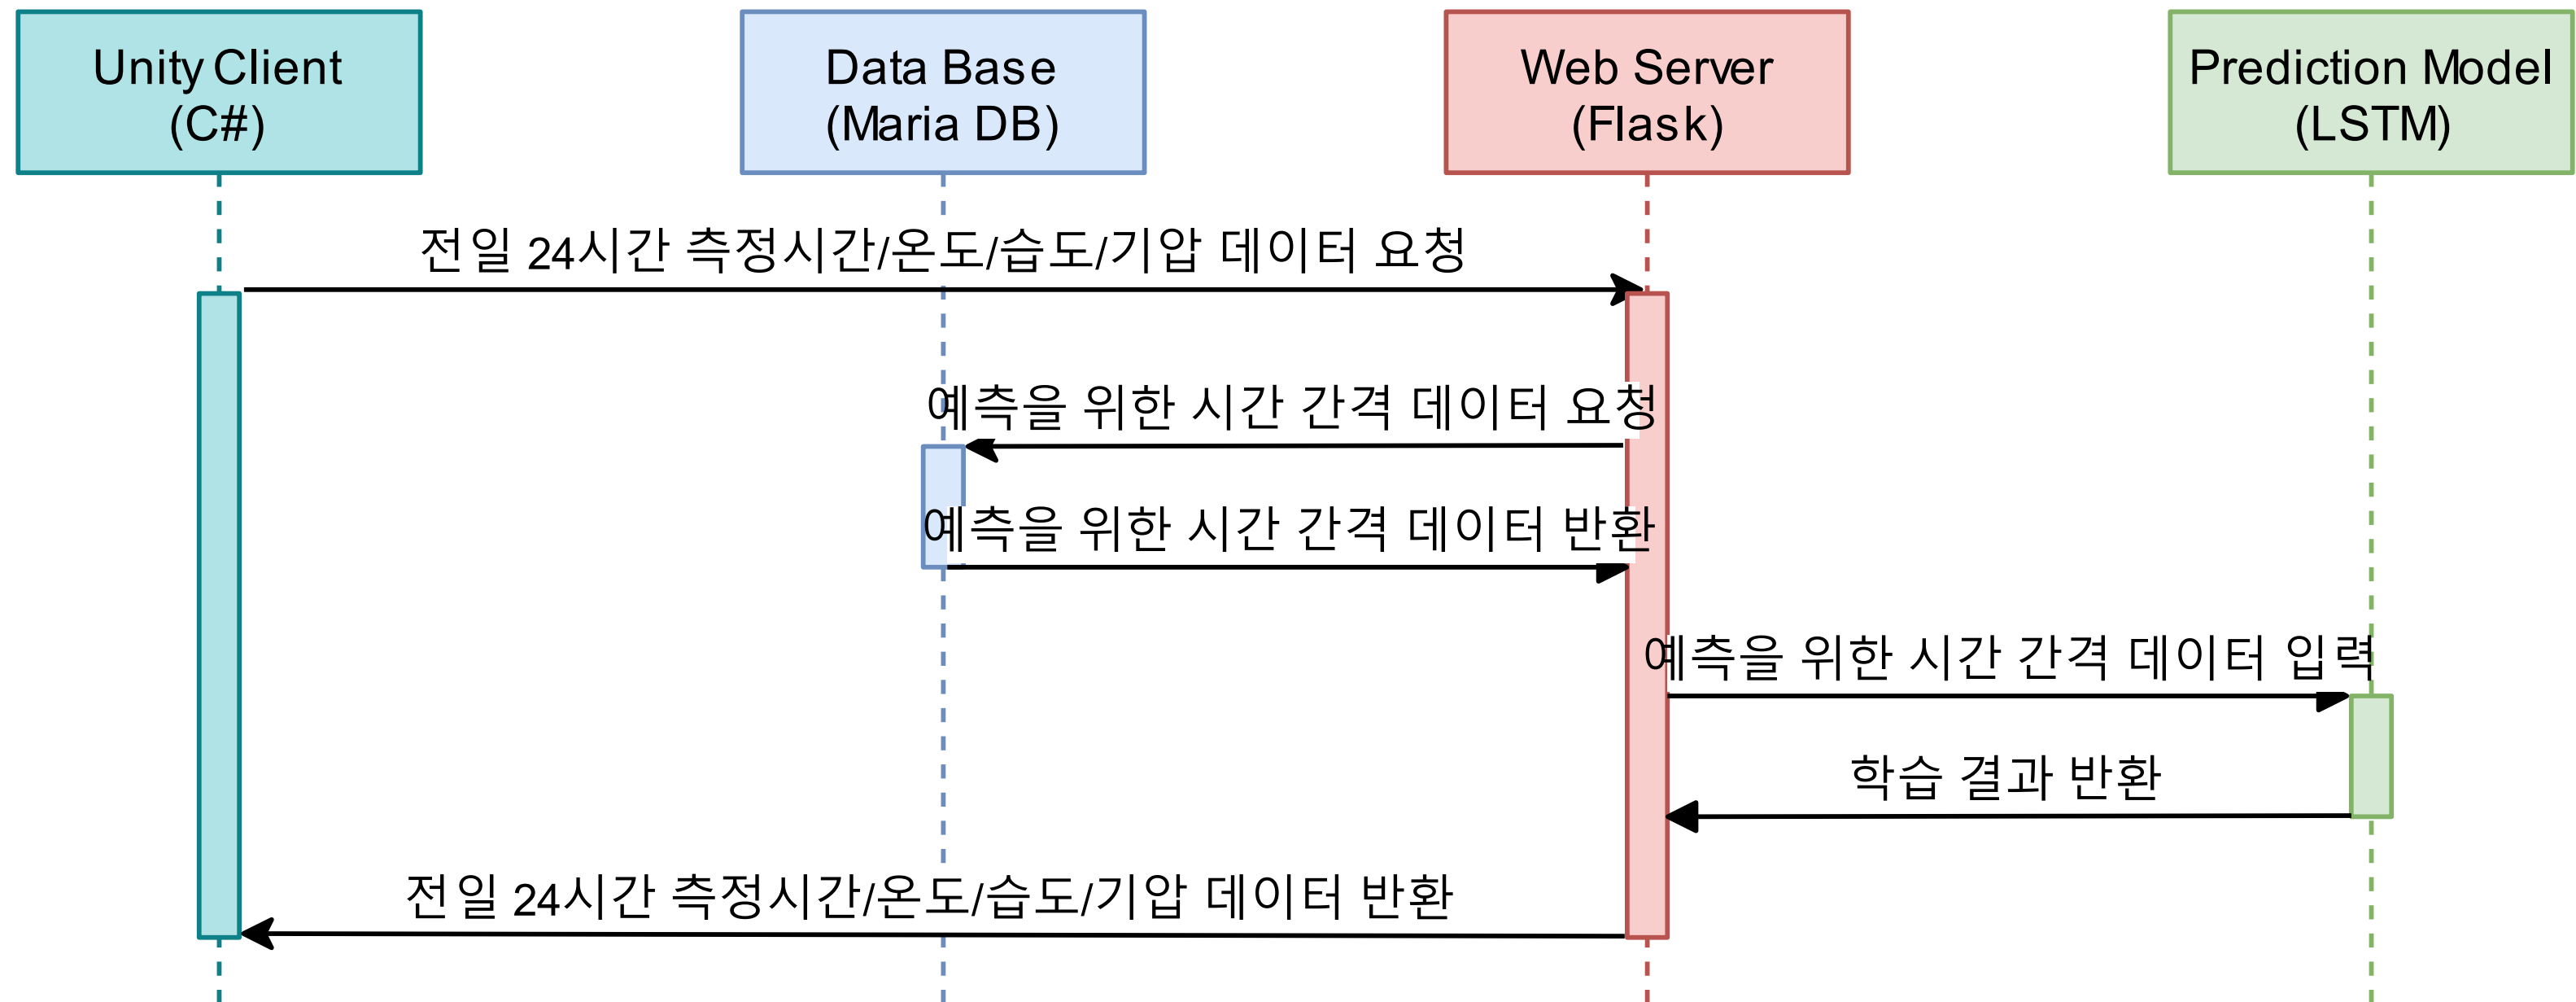 Unity Client
(C#)
Data Base
(Maria DB)
Web Server
(Flask)
Prediction Model
(LSTM)
전일 24시간 측정시간/온도/습도/기압 데이터 요청
예측을 위한 시간 간격 데이터 요청
예측을 위한 시간 간격 데이터 반환
예측을 위한 시간 간격 데이터 입력
학습 결과 반환
전일 24시간 측정시간/온도/습도/기압 데이터 반환